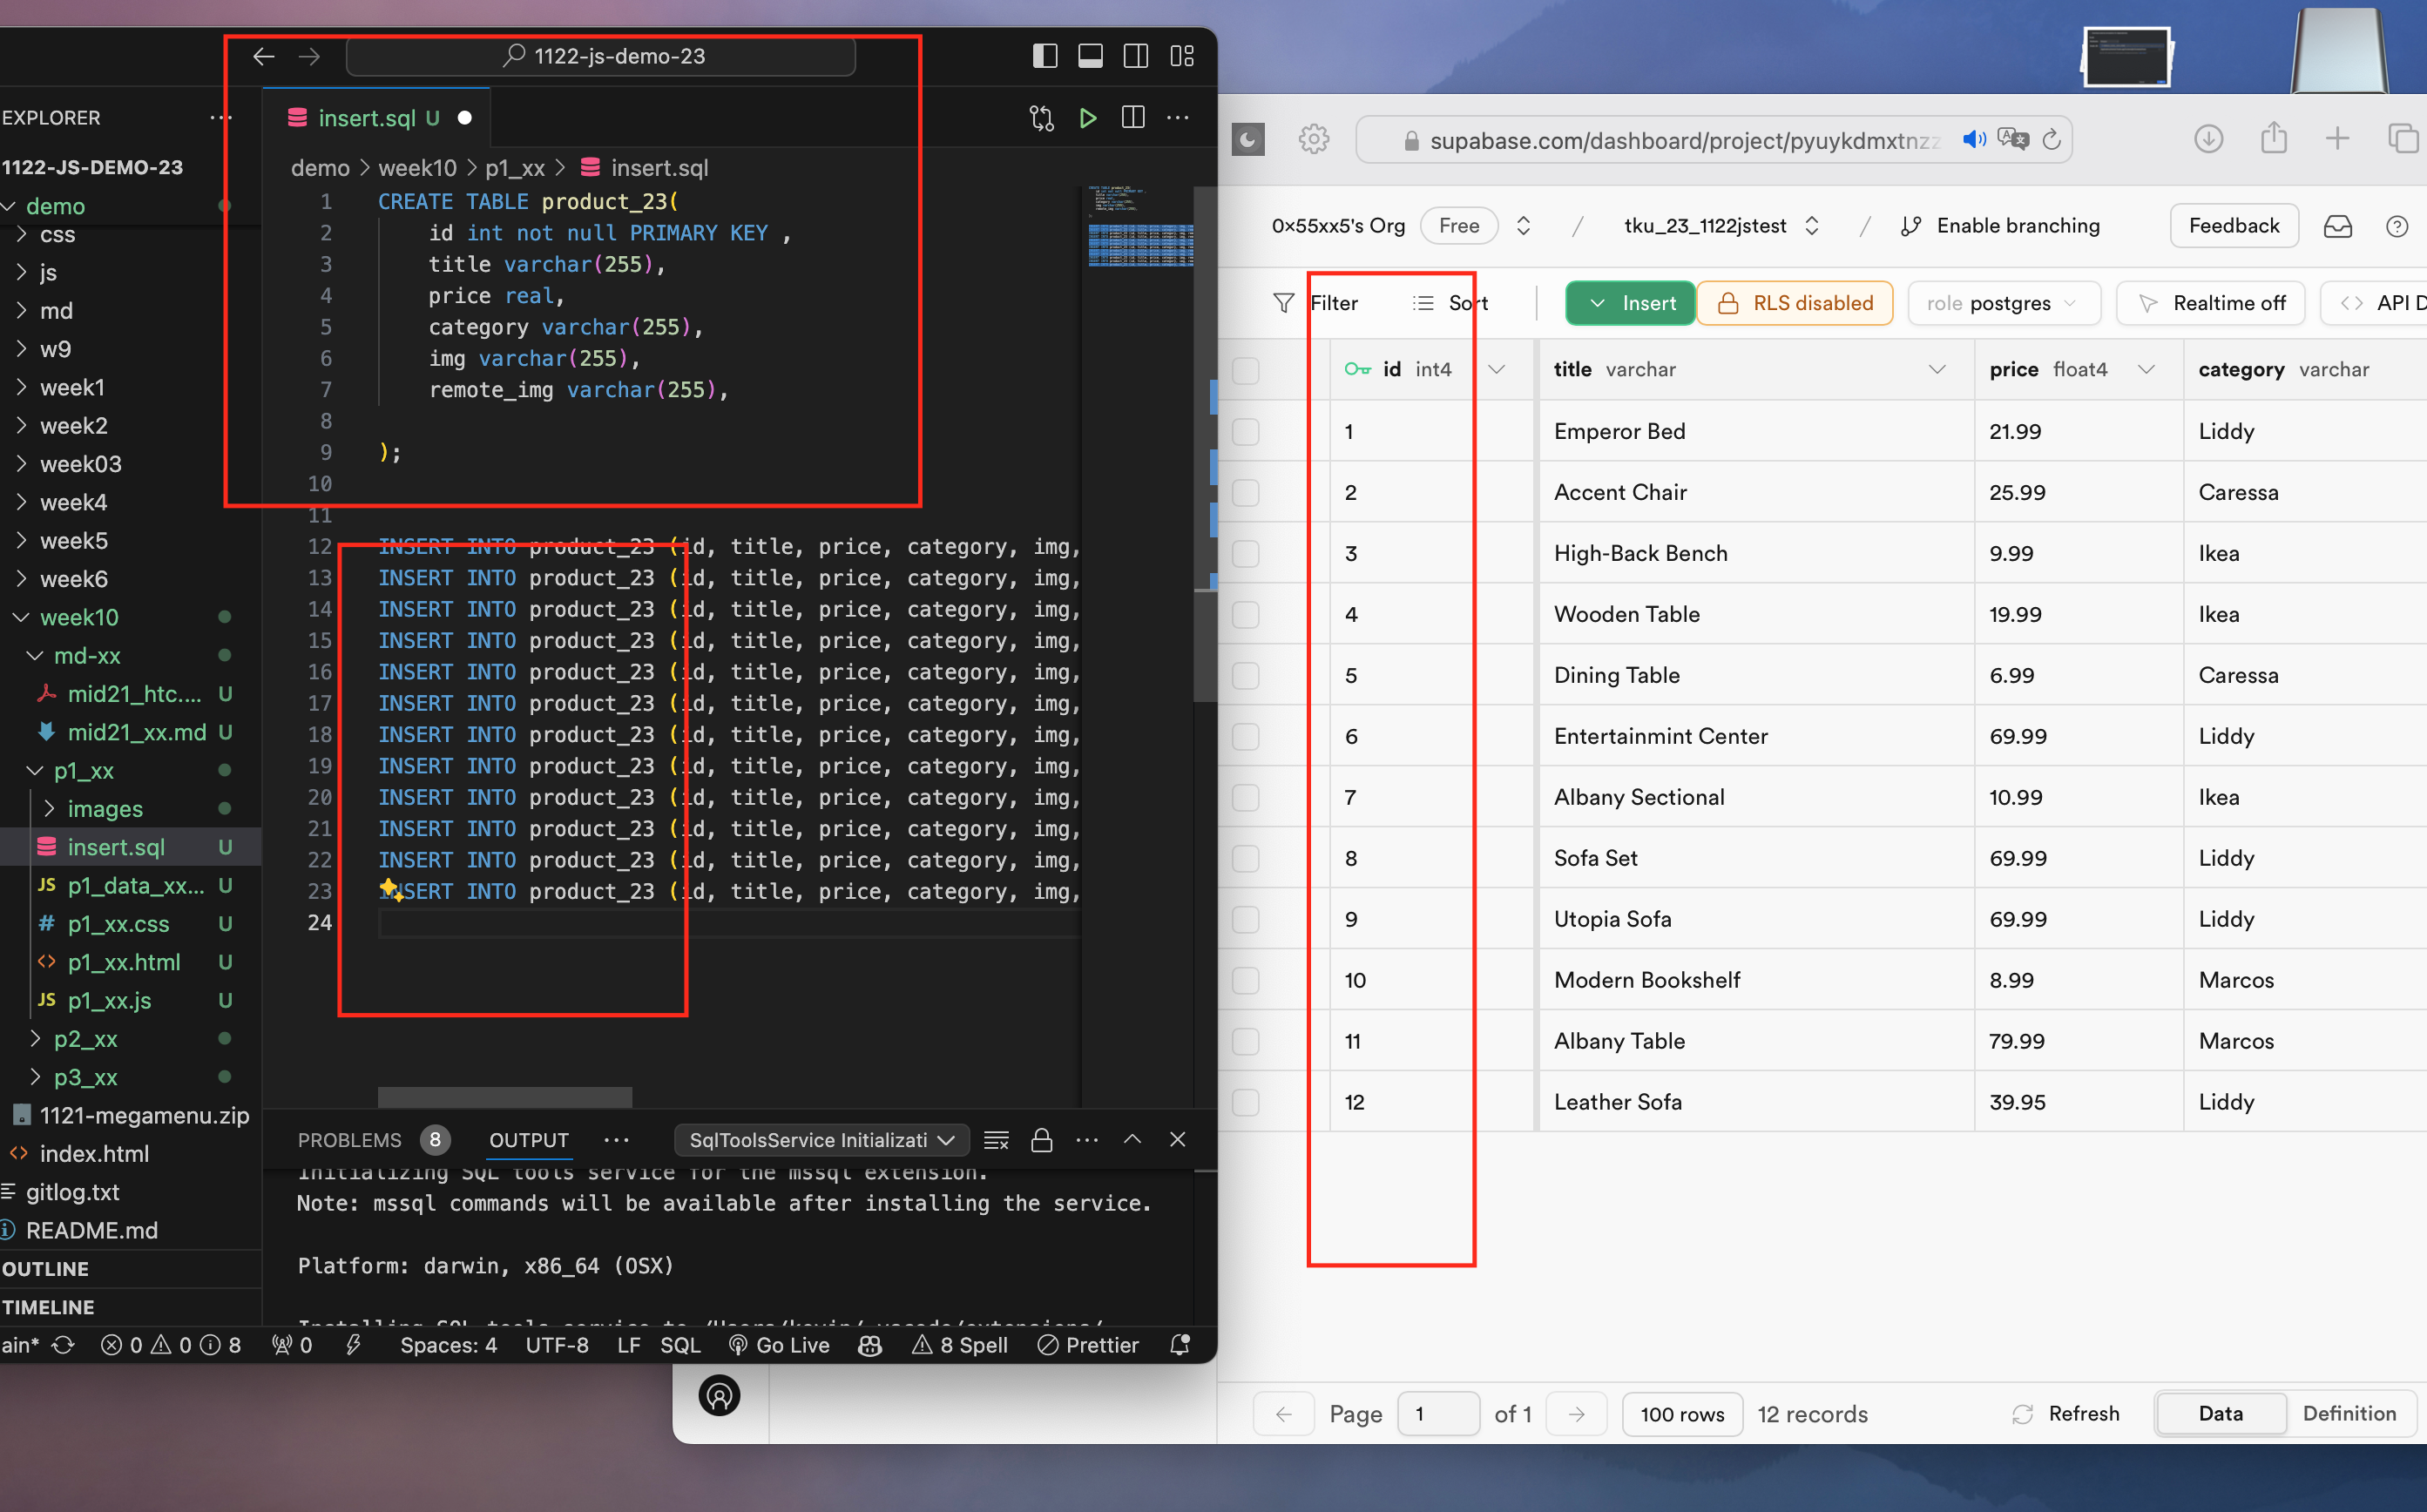 1122-js-demo-23
EXPLORER
insert.sql U
1122-JS-DEMO-23
demo > week10 > p1_xx > insert.sql
demo
css
js
md
w9
week1
week2
week03
week4
week5
week6
week10
md-xx
mid21_htc.... U
mid21_xx.md U
p1_xx
images
insert.sql U
JS p1_data_xx... U
# p1_xx.css U
<> p1_xx.html U
JS p1_xx.js U
p2_xx
p3_xx
1121-megamenu.zip
<> index.html
gitlog.txt
README.md
OUTLINE
TIMELINE
1 CREATE TABLE product_23(
2 id int not null PRIMARY KEY ,
3 title varchar(255),
4 price real,
5 category varchar(255),
6 img varchar(255),
7 remote_img varchar(255),
8
9 );
10
11
12 INSERT INTO product_23 (id, title, price, category, img,
13 INSERT INTO product_23 (id, title, price, category, img,
14 INSERT INTO product_23 (id, title, price, category, img,
15 INSERT INTO product_23 (id, title, price, category, img,
16 INSERT INTO product_23 (id, title, price, category, img,
17 INSERT INTO product_23 (id, title, price, category, img,
18 INSERT INTO product_23 (id, title, price, category, img,
19 INSERT INTO product_23 (id, title, price, category, img,
20 INSERT INTO product_23 (id, title, price, category, img,
21 INSERT INTO product_23 (id, title, price, category, img,
22 INSERT INTO product_23 (id, title, price, category, img,
23 INSERT INTO product_23 (id, title, price, category, img,
24
PROBLEMS 8 OUTPUT ... SqlToolsService Initializati
Initializing SQL tools service for the mssql extension.
Note: mssql commands will be available after installing the service.
Platform: darwin, x86_64 (OSX)
ain* 0 0 8 0 Spaces: 4 UTF-8 LF SQL Go Live 8 Spell Prettier
supabase.com/dashboard/project/pyuykdmxtnzz
0x55xx5's Org Free / tku_23_1122jstest / Enable branching Feedback
Filter Sort Insert RLS disabled role postgres Realtime off <> API D
id int4 title varchar price float4 category varchar
1 Emperor Bed 21.99 Liddy
2 Accent Chair 25.99 Caressa
3 High-Back Bench 9.99 Ikea
4 Wooden Table 19.99 Ikea
5 Dining Table 6.99 Caressa
6 Entertainmint Center 69.99 Liddy
7 Albany Sectional 10.99 Ikea
8 Sofa Set 69.99 Liddy
9 Utopia Sofa 69.99 Liddy
10 Modern Bookshelf 8.99 Marcos
11 Albany Table 79.99 Marcos
12 Leather Sofa 39.95 Liddy
Page 1 of 1 100 rows 12 records Refresh Data Definition